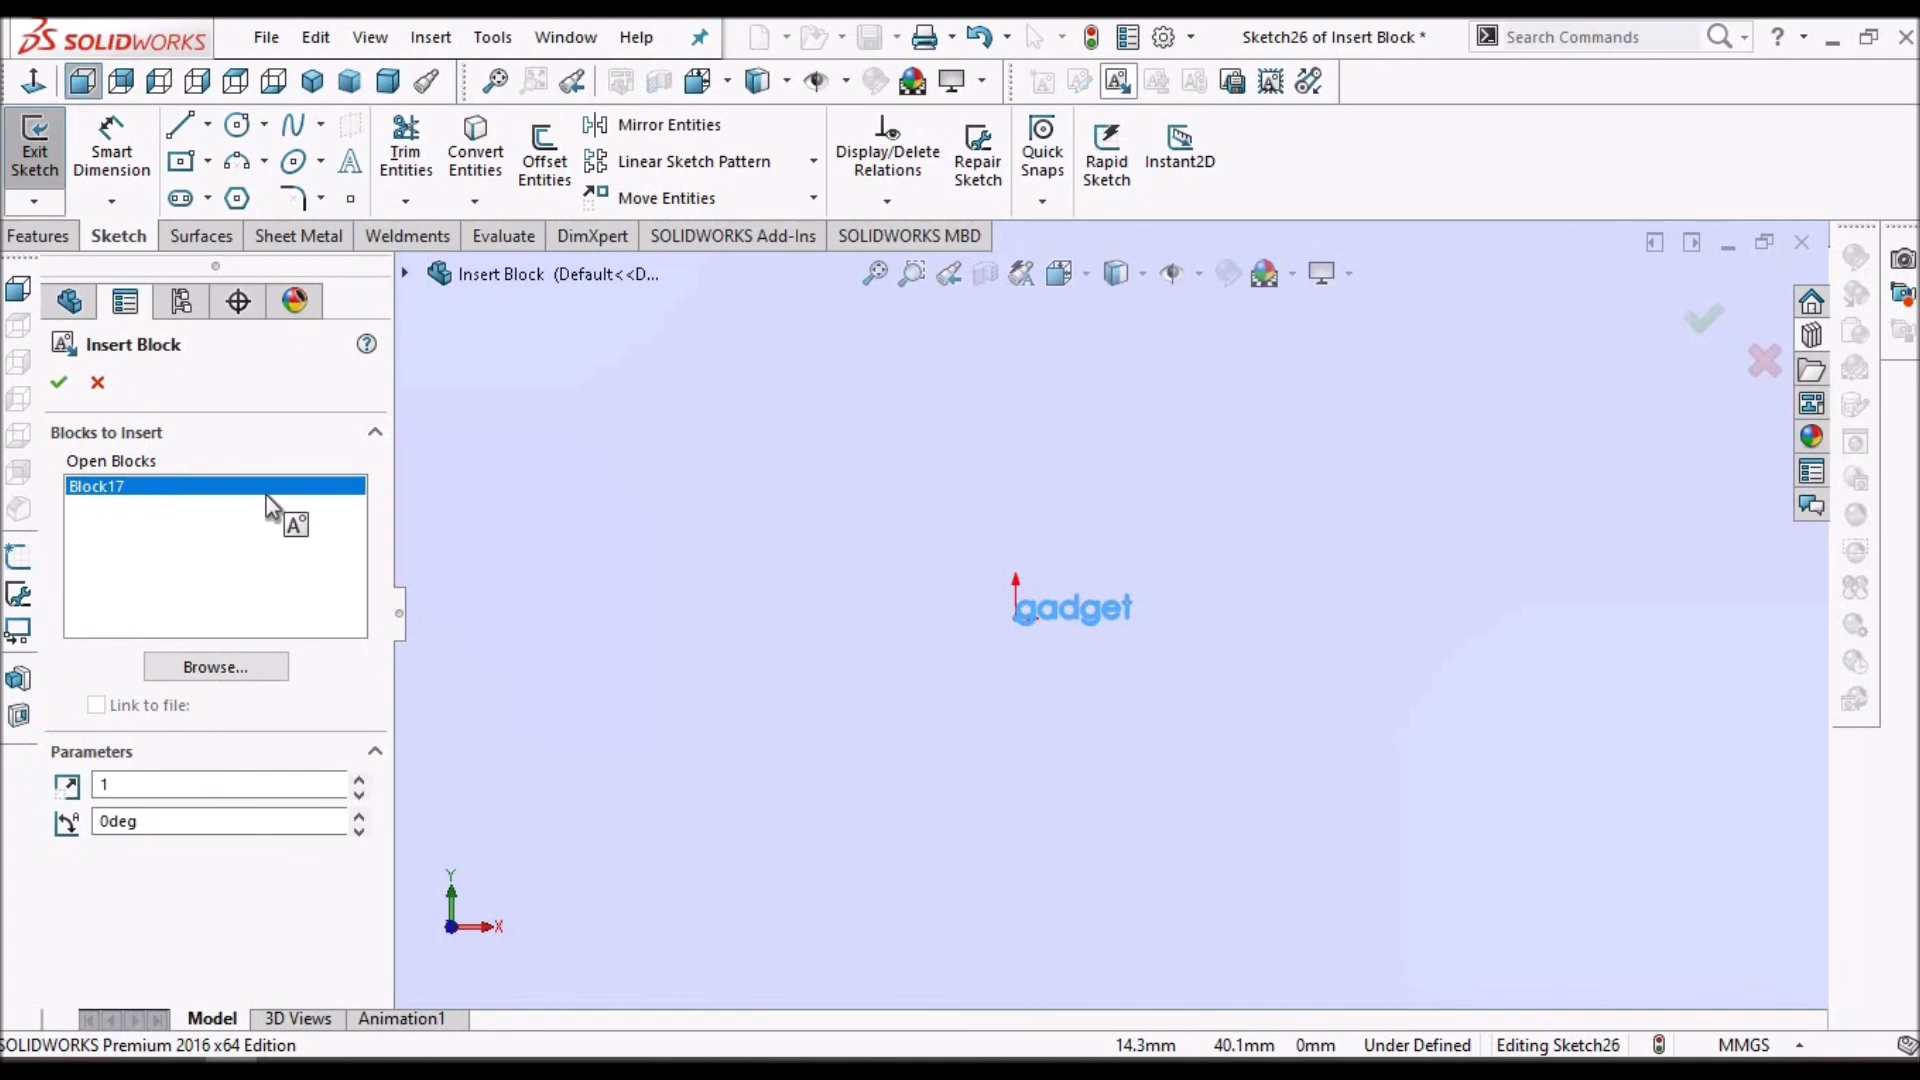 SOLIDWORKS File Edit View Insert Tools Window Help Sketch26 of Insert Block * Search Commands ?
Exit Sketch
Smart Dimension
Trim Entities
Convert Entities
Offset Entities
Mirror Entities
Linear Sketch Pattern
Move Entities
Display/Delete Relations
Repair Sketch
Quick Snaps
Rapid Sketch
Instant2D
Features Sketch Surfaces Sheet Metal Weldments Evaluate DimXpert SOLIDWORKS Add-Ins SOLIDWORKS MBD
Insert Block (Default<<D...
Insert Block ?
Blocks to Insert
Open Blocks
Block17
A
gadget
Browse...
Link to file:
Parameters
1
0deg
Y
X
Model 3D Views Animation1
SOLIDWORKS Premium 2016 x64 Edition 14.3mm 40.1mm 0mm Under Defined Editing Sketch26 MMGS